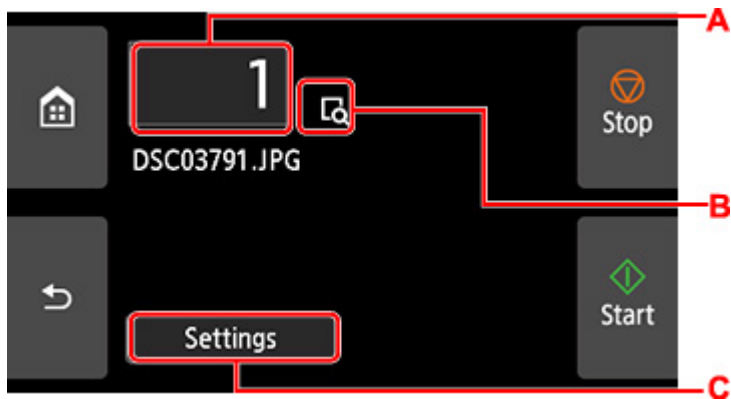 A
1
Stop
DSC03791.JPG
B
Start
Settings
C